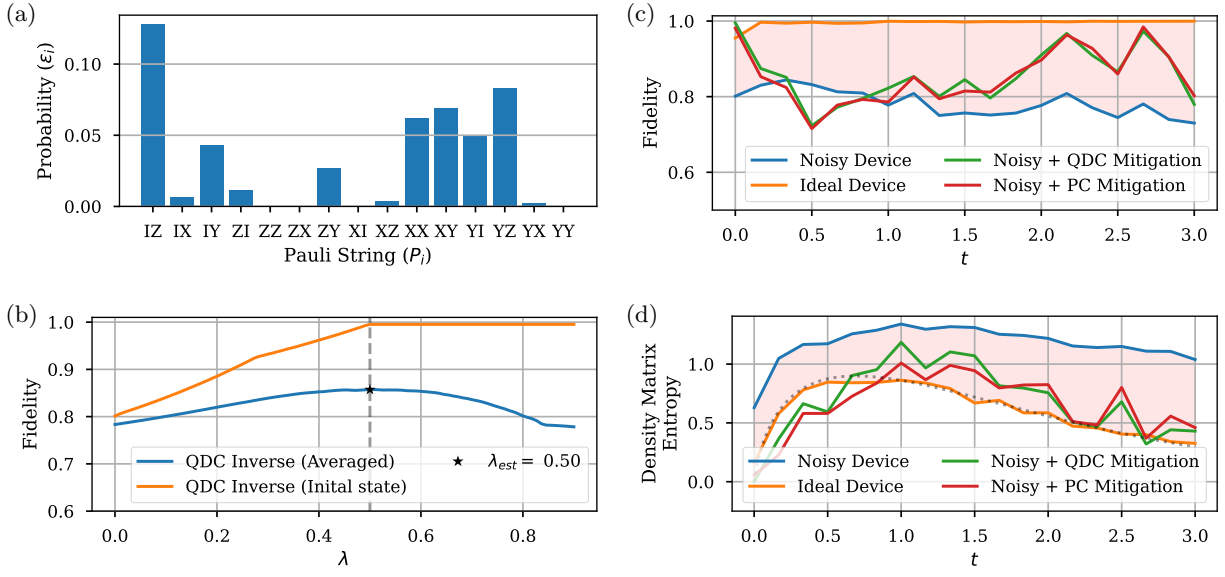 (a)
Probability (ε_i)
0.10
0.05
0.00
IZ IX IY ZI ZZ ZX ZY XI XZ XX XY YI YZ YX YY
Pauli String (P_i)
(b)
Fidelity
1.0
0.9
0.8
0.7
0.6
QDC Inverse (Averaged)
QDC Inverse (Inital state)
λ_est = 0.50
0.0 0.2 0.4 0.6 0.8
λ
(c)
Fidelity
1.0
0.8
0.6
Noisy Device
Ideal Device
Noisy + QDC Mitigation
Noisy + PC Mitigation
0.0 0.5 1.0 1.5 2.0 2.5 3.0
t
(d)
Density Matrix
Entropy
1.0
0.5
0.0
Noisy Device
Ideal Device
Noisy + QDC Mitigation
Noisy + PC Mitigation
0.0 0.5 1.0 1.5 2.0 2.5 3.0
t